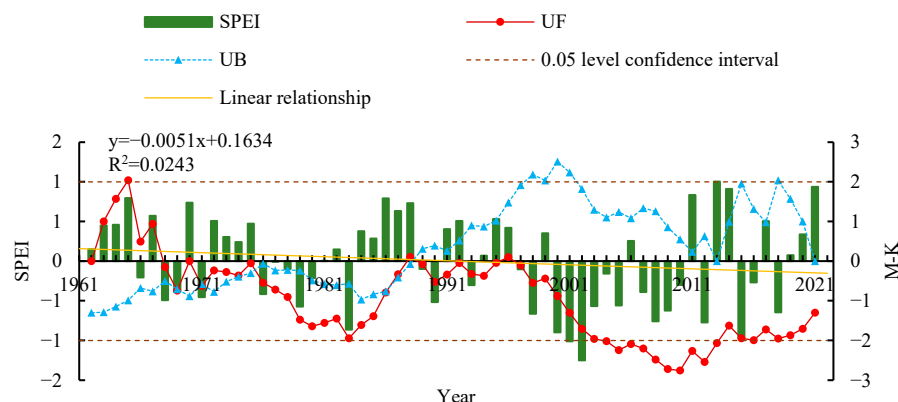 SPEI
UF
UB
0.05 level confidence interval
Linear relationship
y=−0.0051x+0.1634
R²=0.0243
2
1
1
0
−1
−1
−2
SPEI
3
2
1
0
−1
−2
−3
M-K
1961
1971
1981
1991
2001
2011
2021
Year